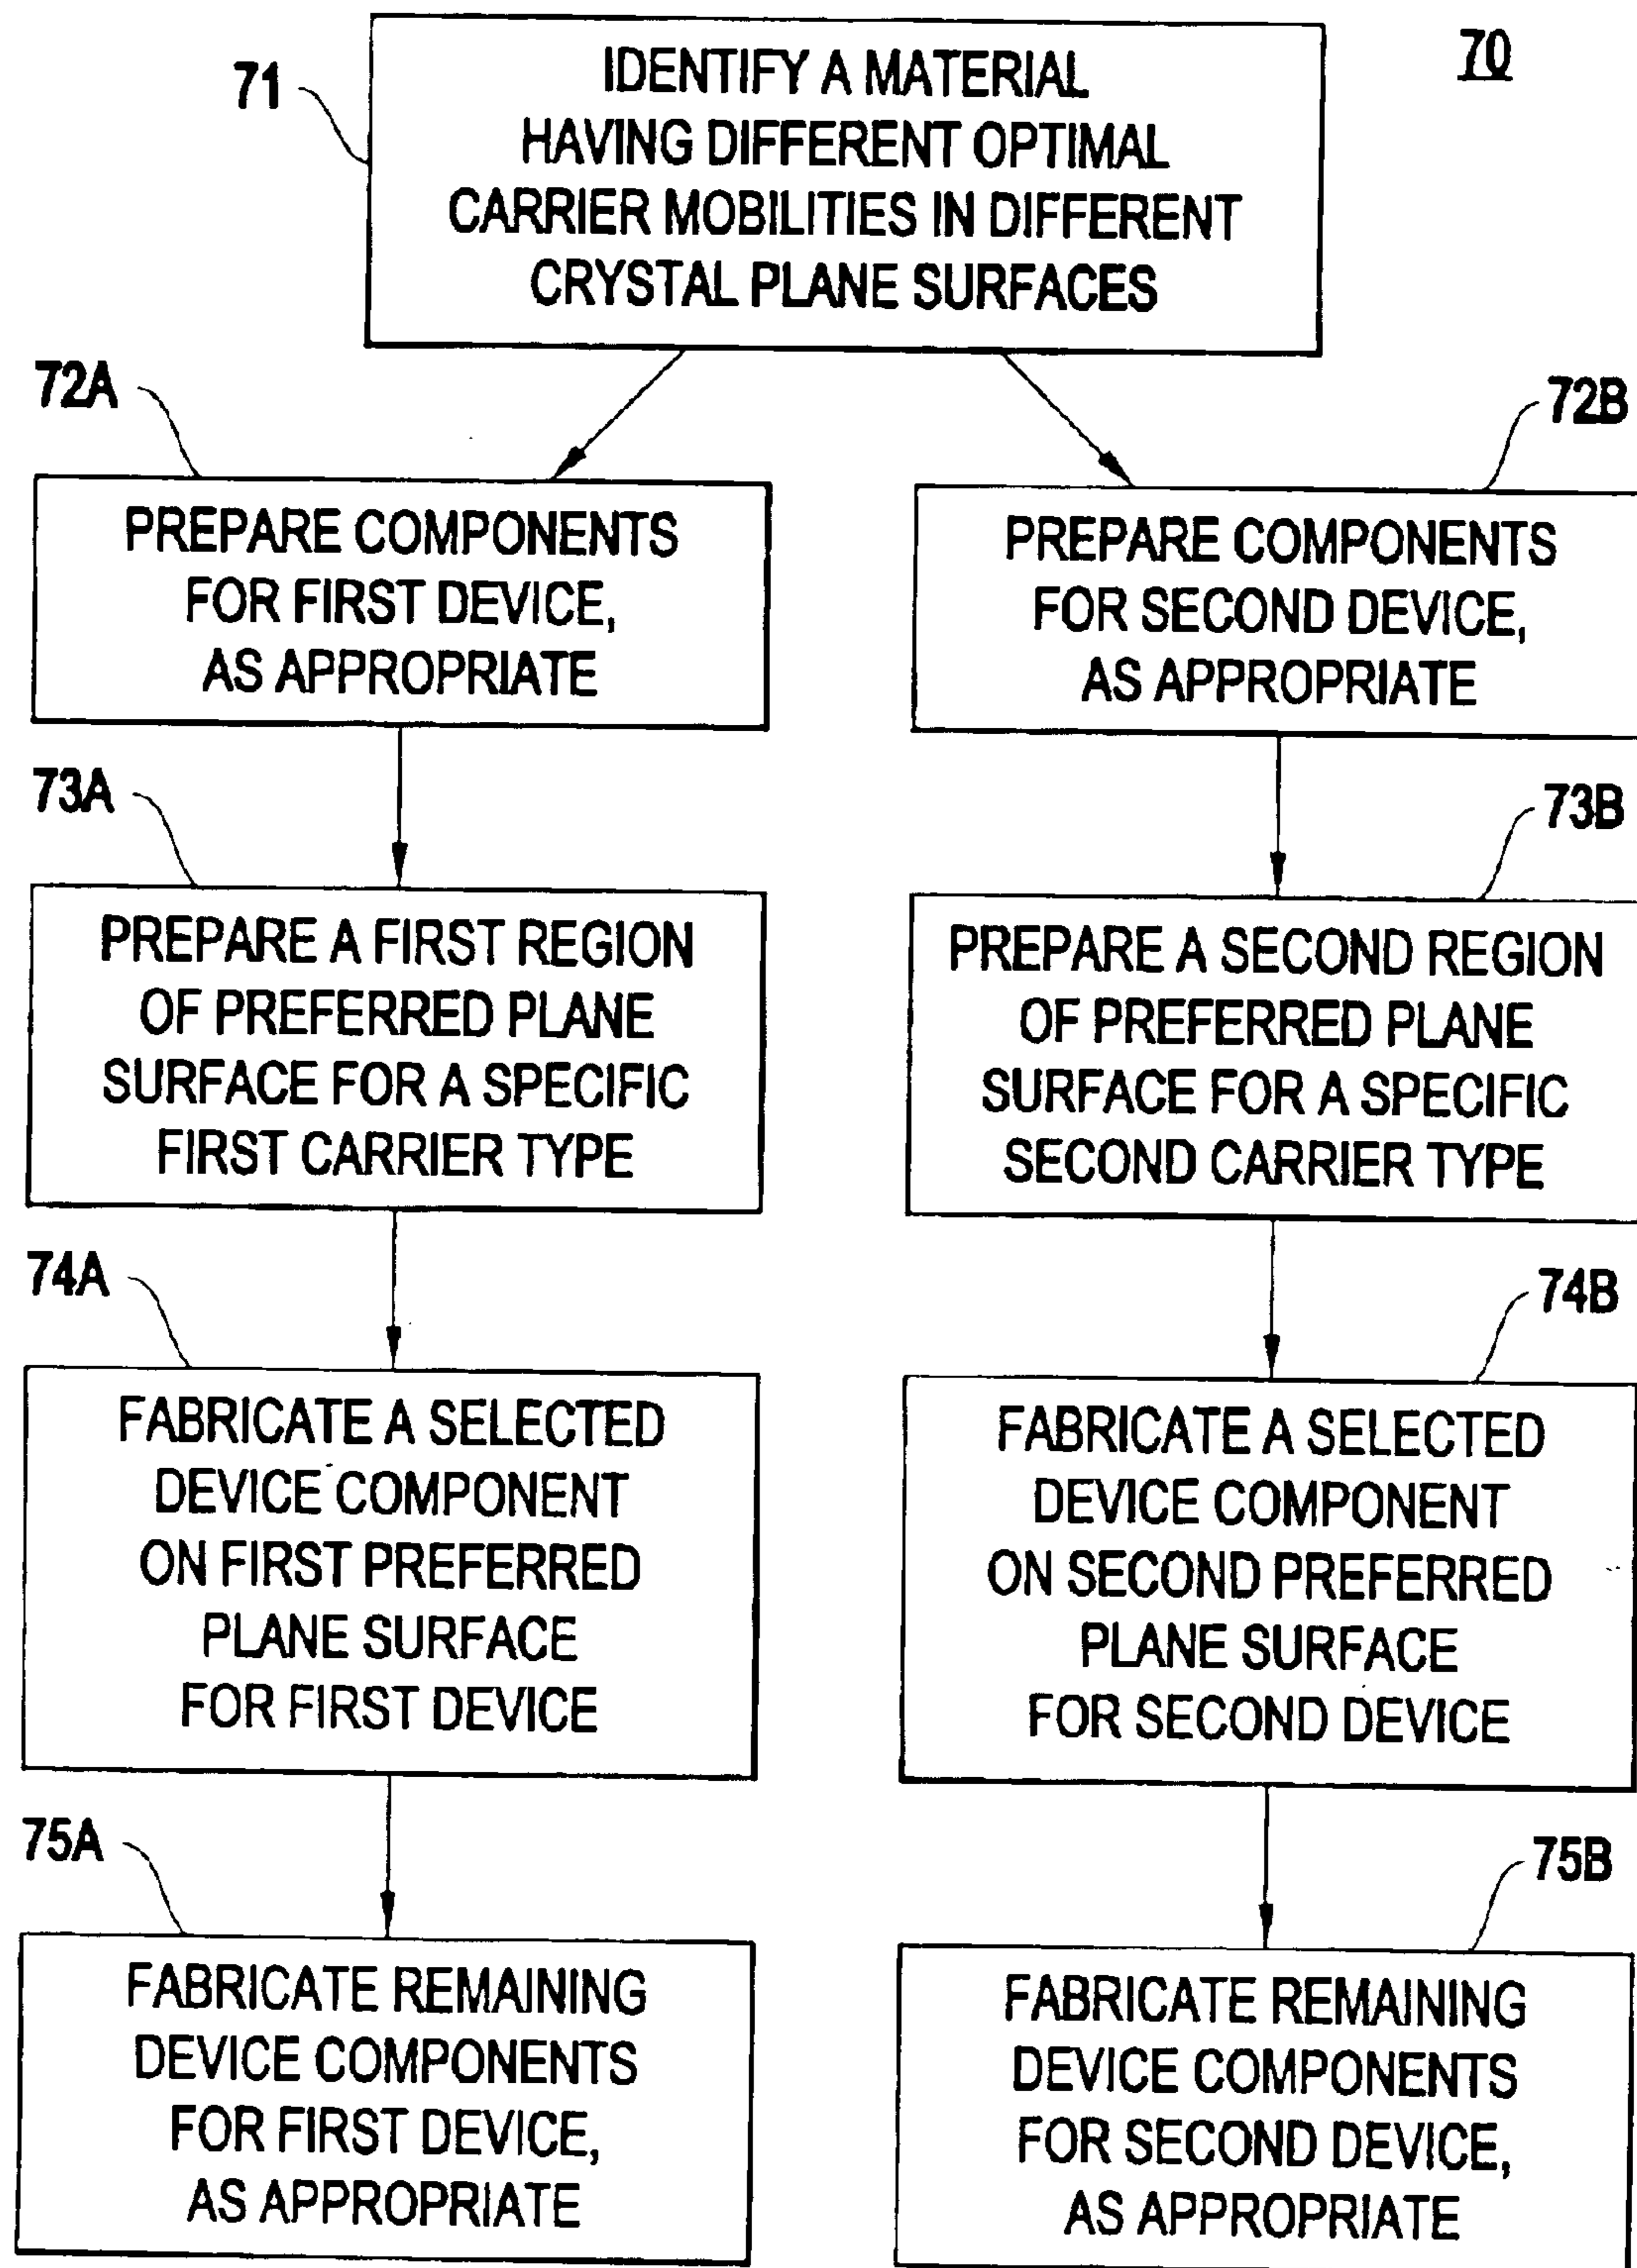 70
71
IDENTIFY A MATERIAL
HAVING DIFFERENT OPTIMAL
CARRIER MOBILITIES IN DIFFERENT
CRYSTAL PLANE SURFACES
72A
PREPARE COMPONENTS
FOR FIRST DEVICE,
AS APPROPRIATE
72B
PREPARE COMPONENTS
FOR SECOND DEVICE,
AS APPROPRIATE
73A
PREPARE A FIRST REGION
OF PREFERRED PLANE
SURFACE FOR A SPECIFIC
FIRST CARRIER TYPE
73B
PREPARE A SECOND REGION
OF PREFERRED PLANE
SURFACE FOR A SPECIFIC
SECOND CARRIER TYPE
74A
FABRICATE A SELECTED
DEVICE COMPONENT
ON FIRST PREFERRED
PLANE SURFACE
FOR FIRST DEVICE
74B
FABRICATE A SELECTED
DEVICE COMPONENT
ON SECOND PREFERRED
PLANE SURFACE
FOR SECOND DEVICE
75A
FABRICATE REMAINING
DEVICE COMPONENTS
FOR FIRST DEVICE,
AS APPROPRIATE
75B
FABRICATE REMAINING
DEVICE COMPONENTS
FOR SECOND DEVICE,
AS APPROPRIATE